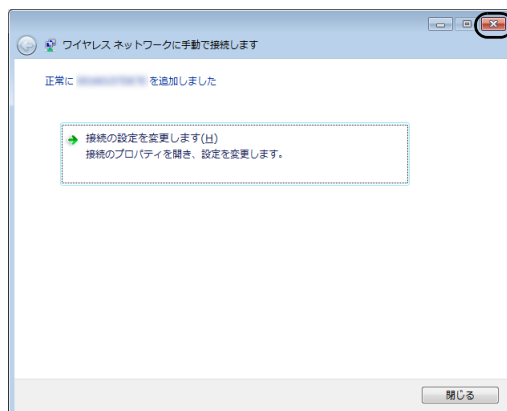 ワイヤレス ネットワークに手動で接続します
正常に を追加しました
接続の設定を変更します(H)
接続のプロパティを開き、設定を変更します。
閉じる